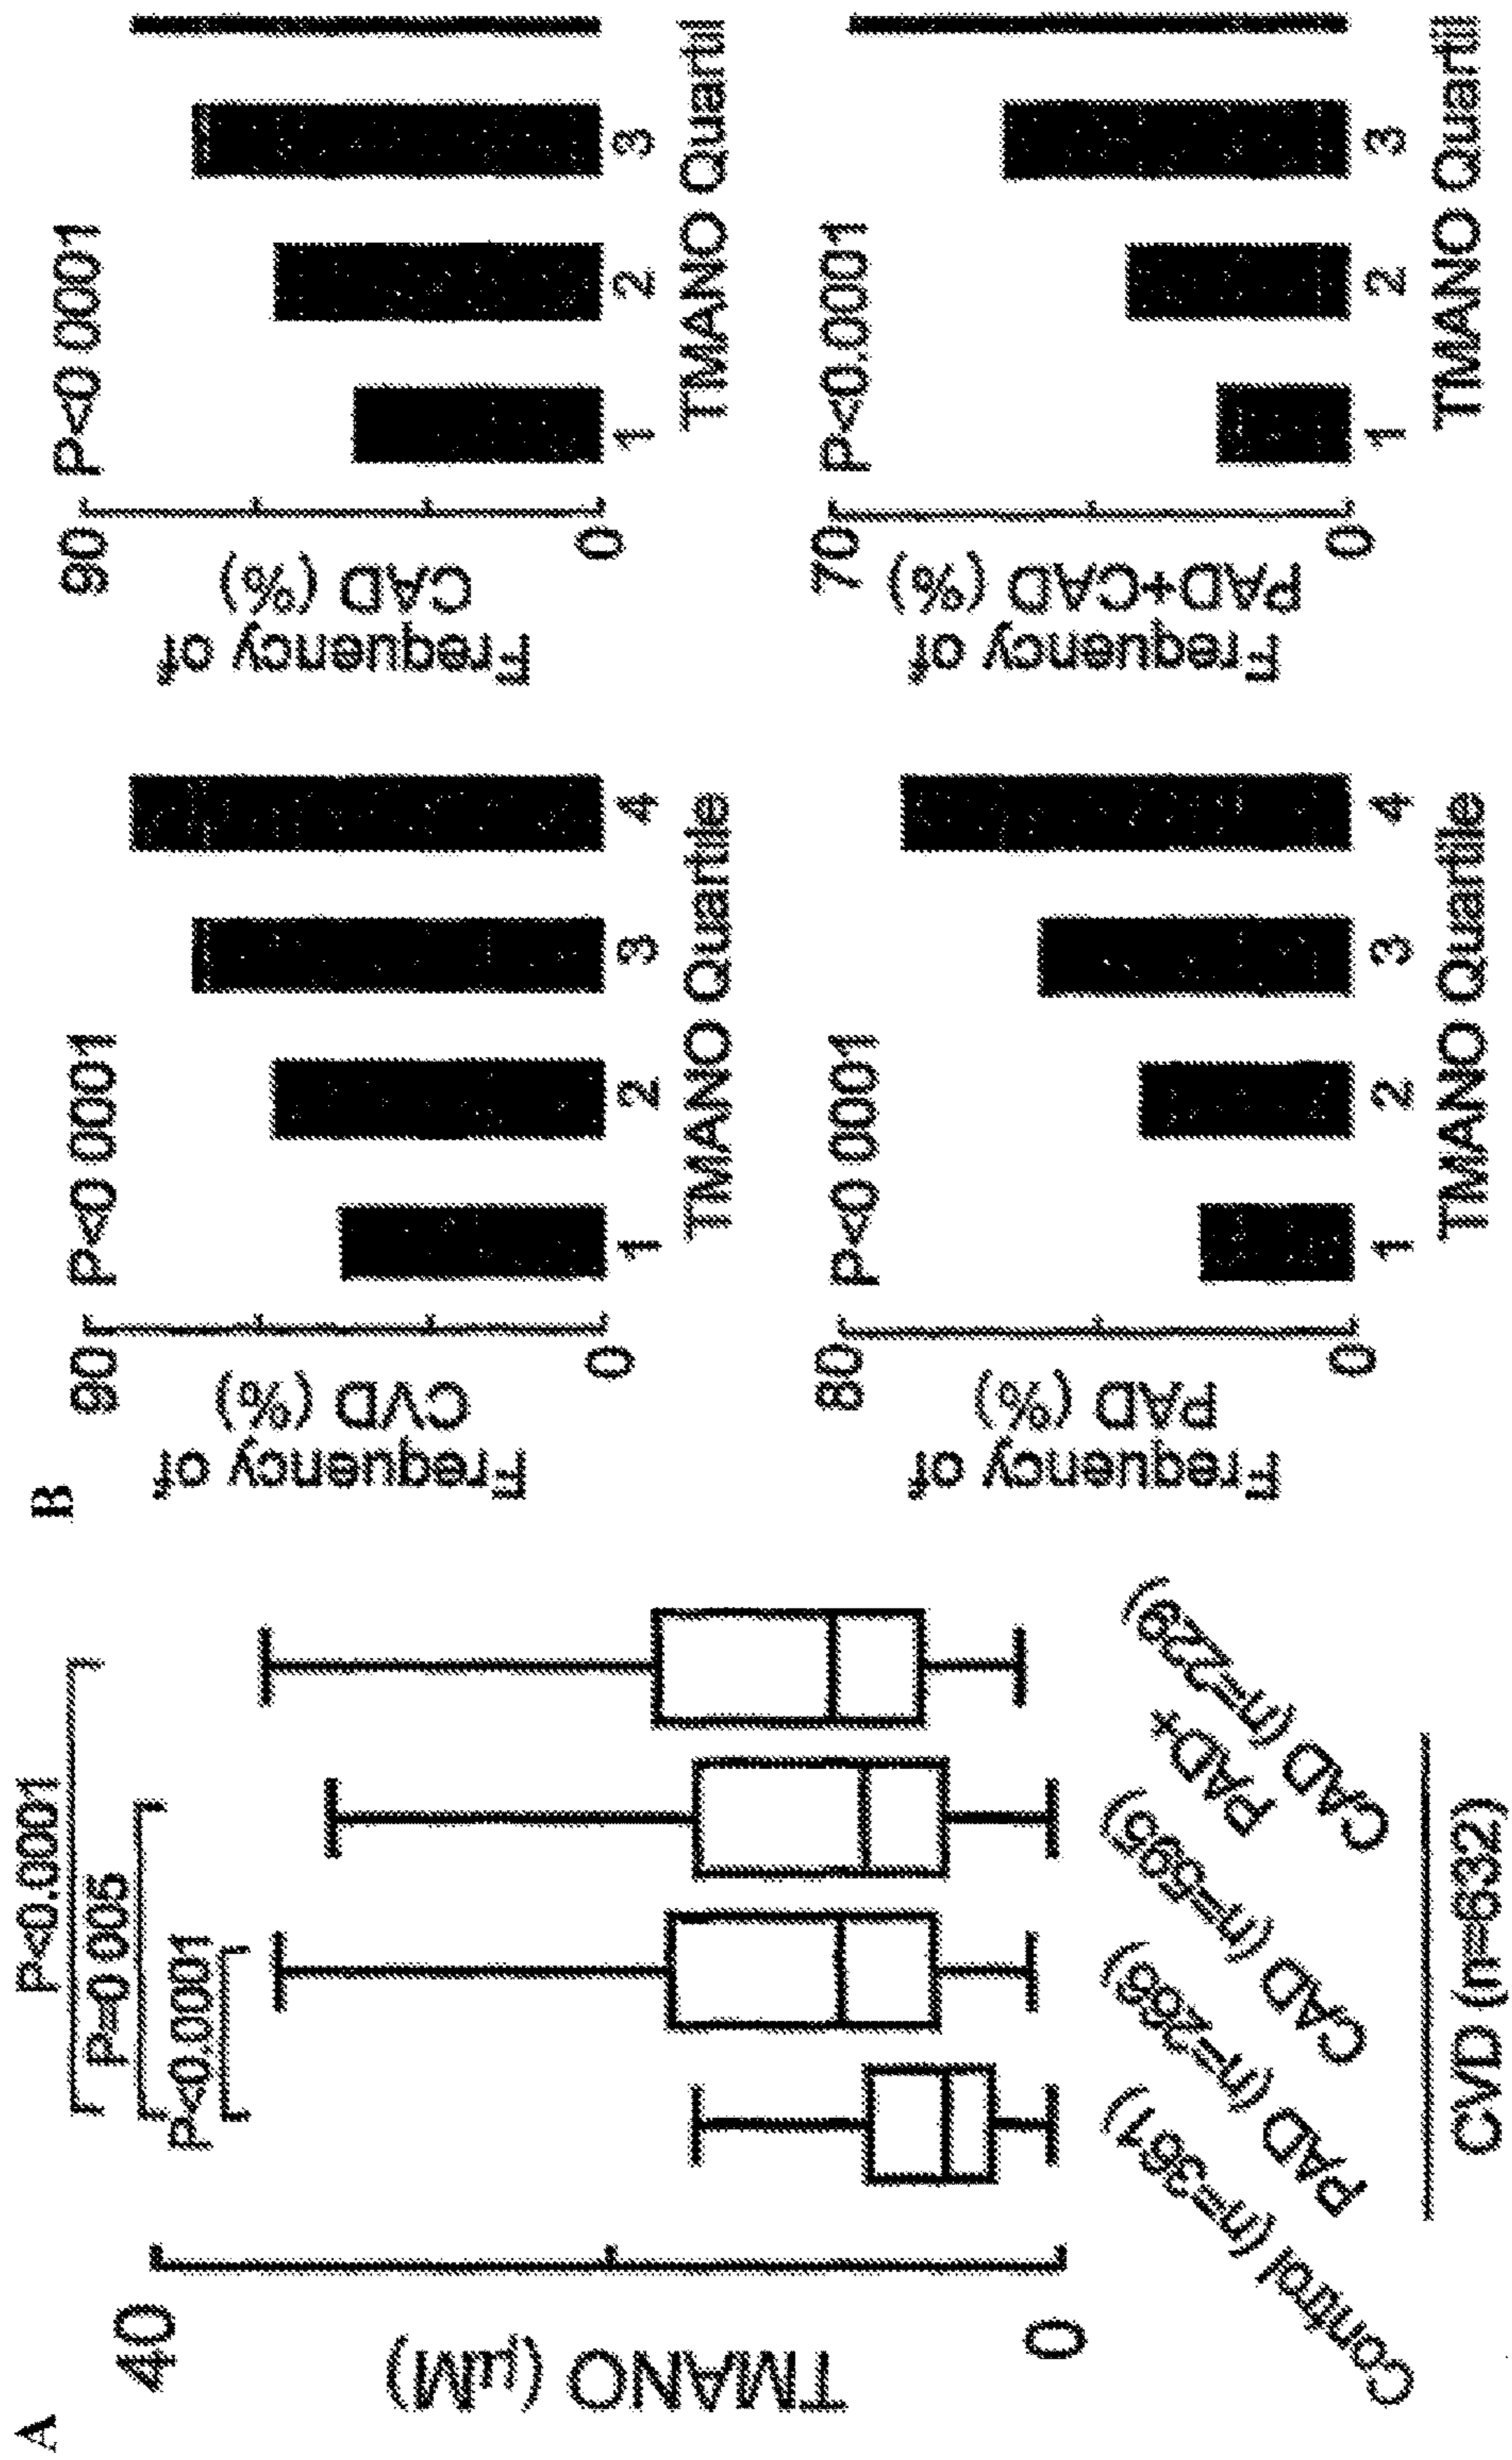 A
TMANO (μM)
40
0
P<0.0001
P=0 005
P<0.0001
Control (n=361)
PAD (n=265)
CAD (n=595)
PAD+
CAD (n=229)
CVD (n=632)
B
Frequency of
CVD (%)
90
0
P<0 0001
1 2 3 4
TMANO Quartile
Frequency of
CAD (%)
90
0
P<0 0001
1 2 3
TMANO Quartil
Frequency of
PAD (%)
80
0
P<0 0001
1 2 3 4
TMANO Quartile
Frequency of
PAD+CAD (%)
70
0
P<0.0001
1 2 3
TMANO Quartil